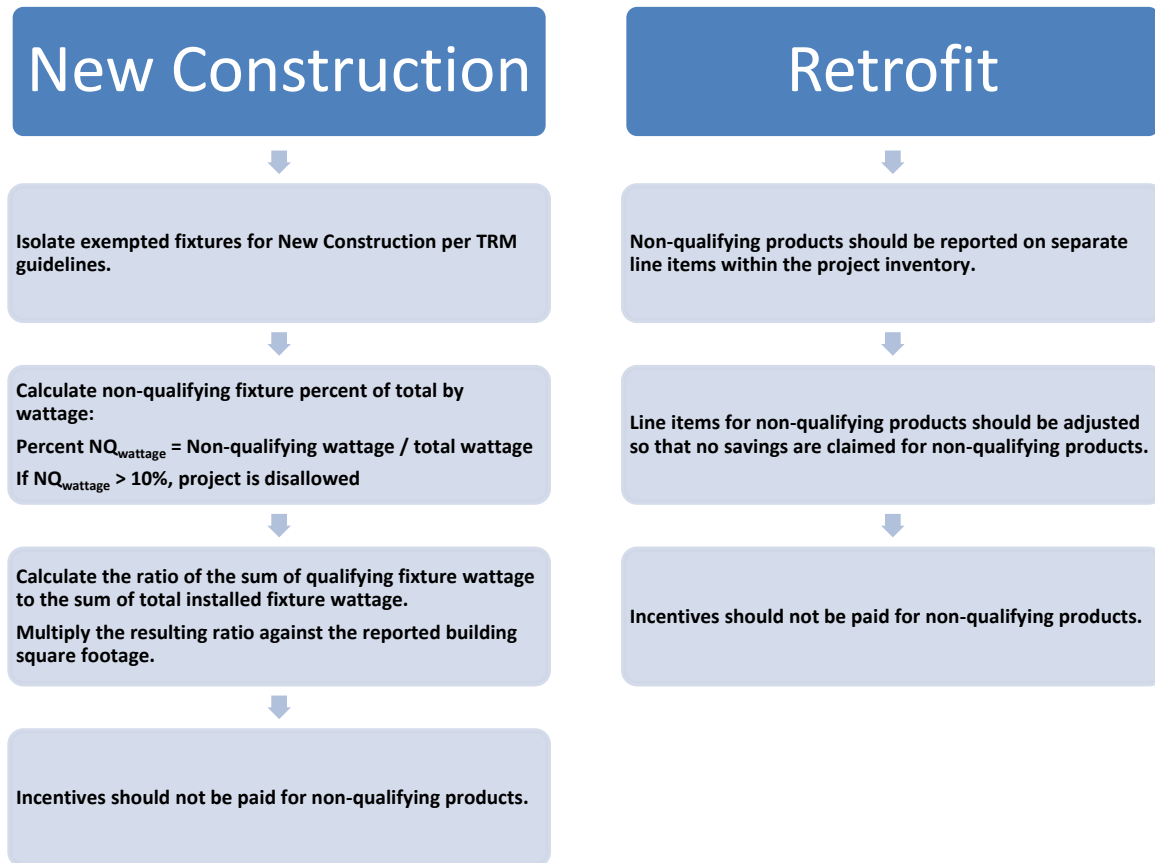 New Construction
Isolate exempted fixtures for New Construction per TRM
guidelines.
Calculate non-qualifying fixture percent of total by
wattage:
Percent NQwattage = Non-qualifying wattage / total wattage
If NQwattage > 10%, project is disallowed
Calculate the ratio of the sum of qualifying fixture wattage
to the sum of total installed fixture wattage.
Multiply the resulting ratio against the reported building
square footage.
Incentives should not be paid for non-qualifying products.
Retrofit
Non-qualifying products should be reported on separate
line items within the project inventory.
Line items for non-qualifying products should be adjusted
so that no savings are claimed for non-qualifying products.
Incentives should not be paid for non-qualifying products.